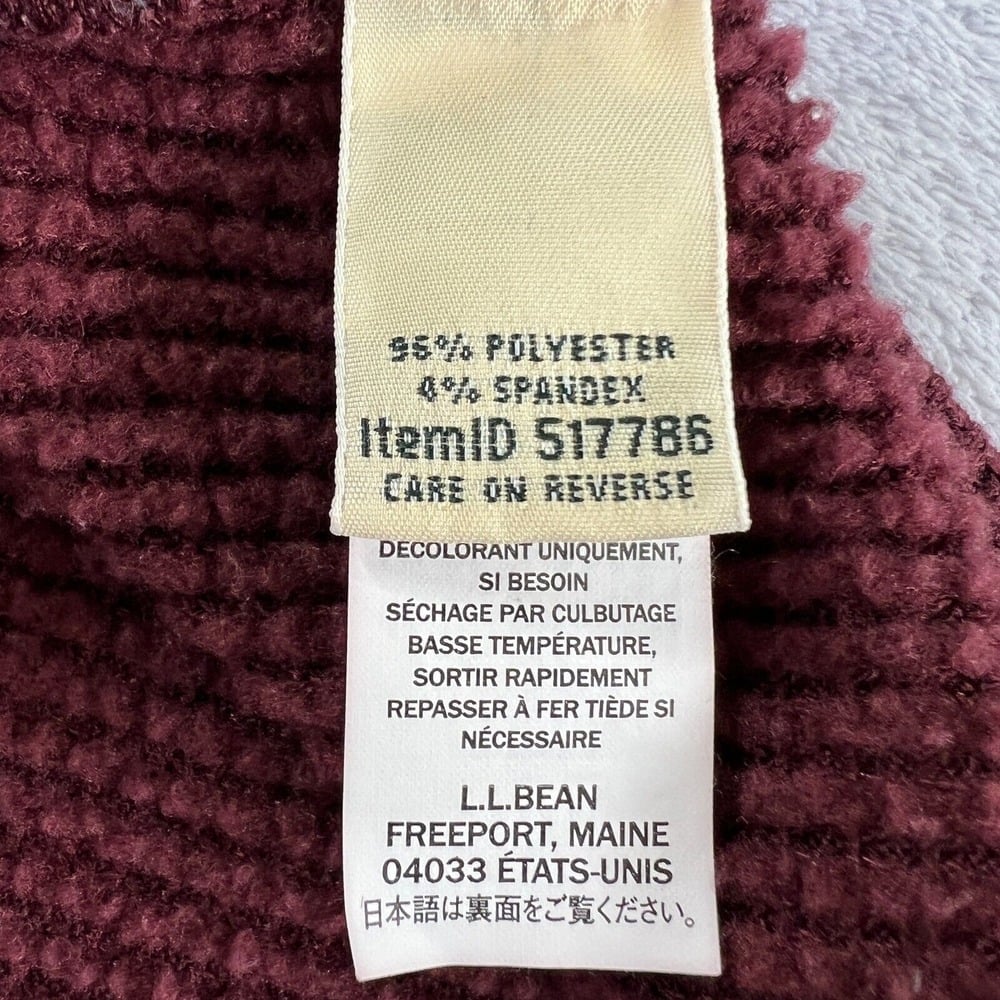 96% POLYESTER
4% SPANDEX
ItemID 517786
CARE ON REVERSE
DÉCOLORANT UNIQUEMENT,
SI BESOIN
SÉCHAGE PAR CULBUTAGE
BASSE TEMPÉRATURE,
SORTIR RAPIDEMENT
REPASSER À FER TIÈDE SI
NÉCESSAIRE
L.L.BEAN
FREEPORT, MAINE
04033 ÉTATS-UNIS
日本語は裏面をご覧ください。